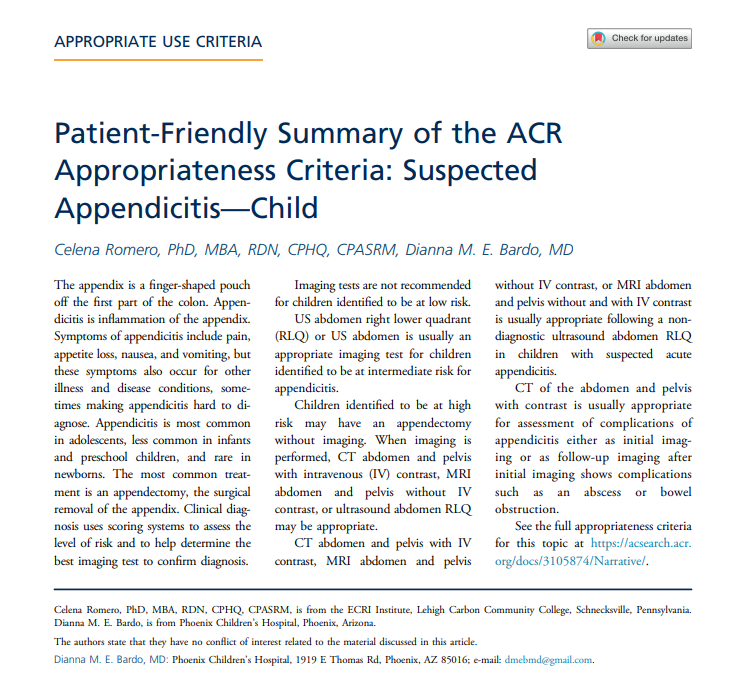 APPROPRIATE USE CRITERIA
Check for updates
Patient-Friendly Summary of the ACR
Appropriateness Criteria: Suspected
Appendicitis—Child
Celena Romero, PhD, MBA, RDN, CPHQ, CPASRM, Dianna M. E. Bardo, MD
The appendix is a finger-shaped pouch
off the first part of the colon. Appen-
dicitis is inflammation of the appendix.
Symptoms of appendicitis include pain,
appetite loss, nausea, and vomiting, but
these symptoms also occur for other
illness and disease conditions, some-
times making appendicitis hard to di-
agnose. Appendicitis is most common
in adolescents, less common in infants
and preschool children, and rare in
newborns. The most common treat-
ment is an appendectomy, the surgical
removal of the appendix. Clinical diag-
nosis uses scoring systems to assess the
level of risk and to help determine the
best imaging test to confirm diagnosis.
Imaging tests are not recommended
for children identified to be at low risk.
US abdomen right lower quadrant
(RLQ) or US abdomen is usually an
appropriate imaging test for children
identified to be at intermediate risk for
appendicitis.
Children identified to be at high
risk may have an appendectomy
without imaging. When imaging is
performed, CT abdomen and pelvis
with intravenous (IV) contrast, MRI
abdomen and pelvis without IV
contrast, or ultrasound abdomen RLQ
may be appropriate.
CT abdomen and pelvis with IV
contrast, MRI abdomen and pelvis
without IV contrast, or MRI abdomen
and pelvis without and with IV contrast
is usually appropriate following a non-
diagnostic ultrasound abdomen RLQ
in children with suspected acute
appendicitis.
CT of the abdomen and pelvis
with contrast is usually appropriate
for assessment of complications of
appendicitis either as initial imag-
ing or as follow-up imaging after
initial imaging shows complications
such as an abscess or bowel
obstruction.
See the full appropriateness criteria
for this topic at https://acsearch.acr.
org/docs/3105874/Narrative/.
Celena Romero, PhD, MBA, RDN, CPHQ, CPASRM, is from the ECRI Institute, Lehigh Carbon Community College, Schnecksville, Pennsylvania.
Dianna M. E. Bardo, is from Phoenix Children's Hospital, Phoenix, Arizona.
The authors state that they have no conflict of interest related to the material discussed in this article.
Dianna M. E. Bardo, MD: Phoenix Children's Hospital, 1919 E Thomas Rd, Phoenix, AZ 85016; e-mail: dmebmd@gmail.com.